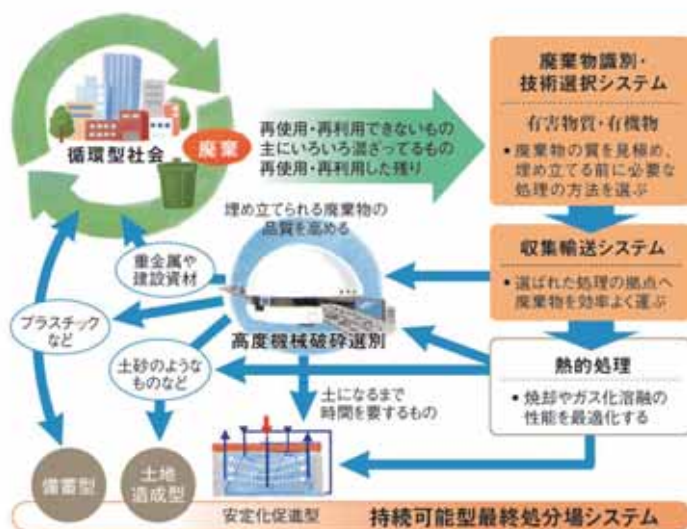 循環型社会
廃棄
再使用・再利用できないもの
主にいろいろ混ざってるもの
再使用・再利用した残り
廃棄物識別・
技術選択システム
有害物質・有機物
•廃棄物の質を見極め、
埋め立てる前に必要な
処理の方法を選ぶ
収集輸送システム
•選ばれた処理の拠点へ
廃棄物を効率よく運ぶ
熱的処理
•焼却やガス化溶融の
性能を最適化する
埋め立てられる廃棄物の
品質を高める
高度機械破砕選別
重金属や
建設資材
プラスチック
など
土砂のような
ものなど
土になるまで
時間を要するもの
備蓄型
土地
造成型
安定化促進型
持続可能型最終処分場システム